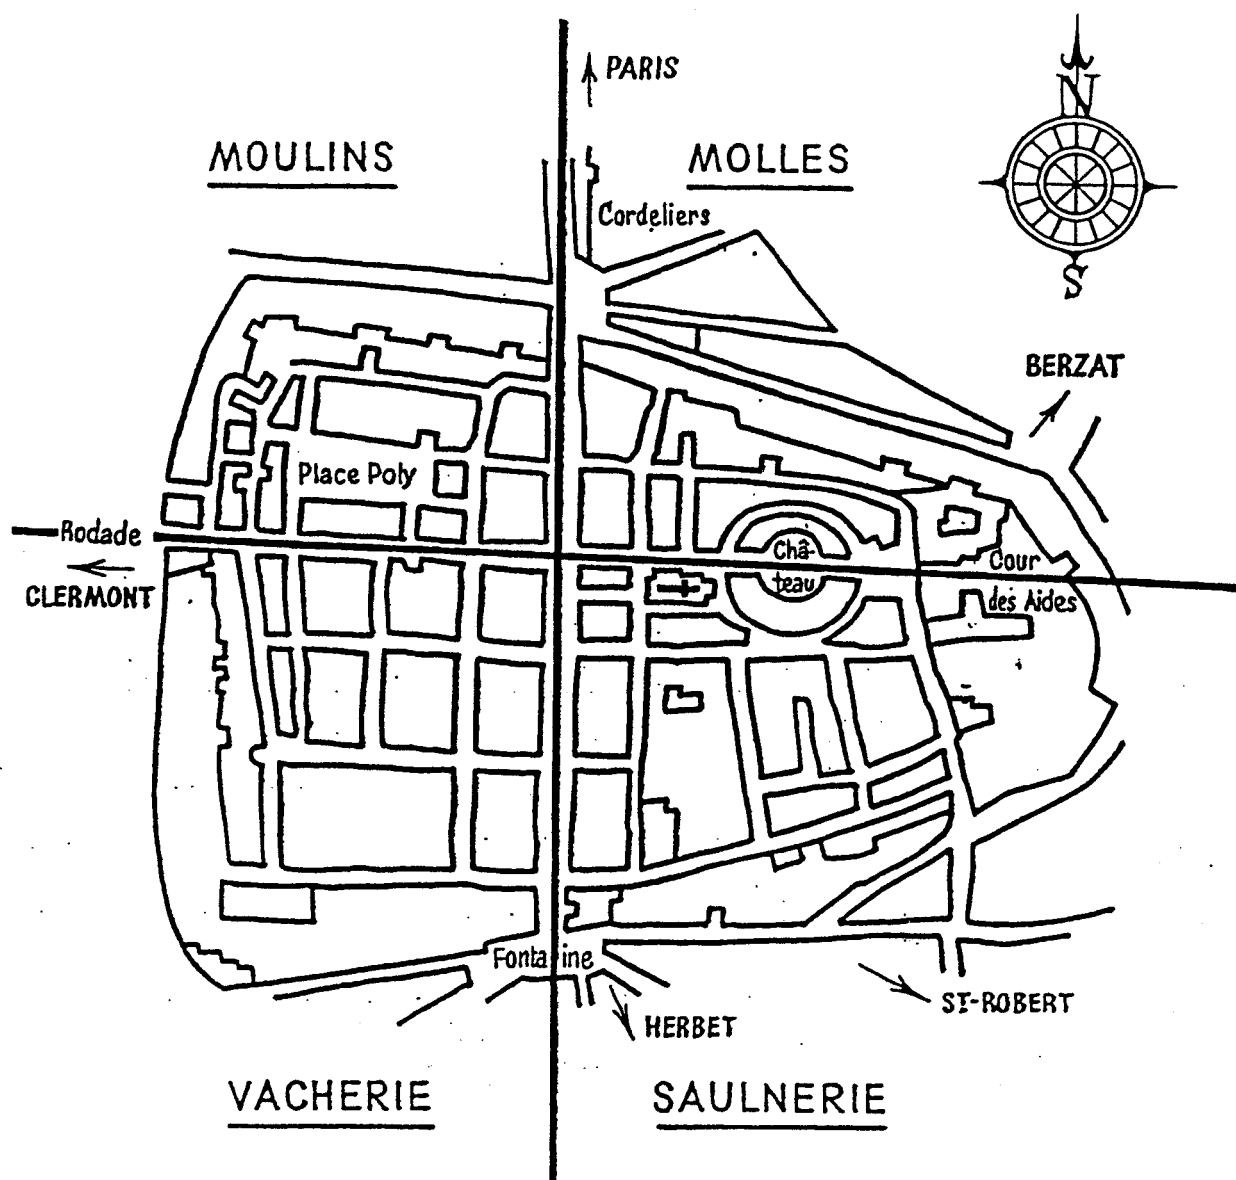 PARIS
N
MOULINS
MOLLES
Cordeliers
S
BERZAT
Place Poly
Rodade
Châ-
teau
Cour
des Aides
CLERMONT
Fontaine
ST-ROBERT
HERBET
VACHERIE
SAULNERIE